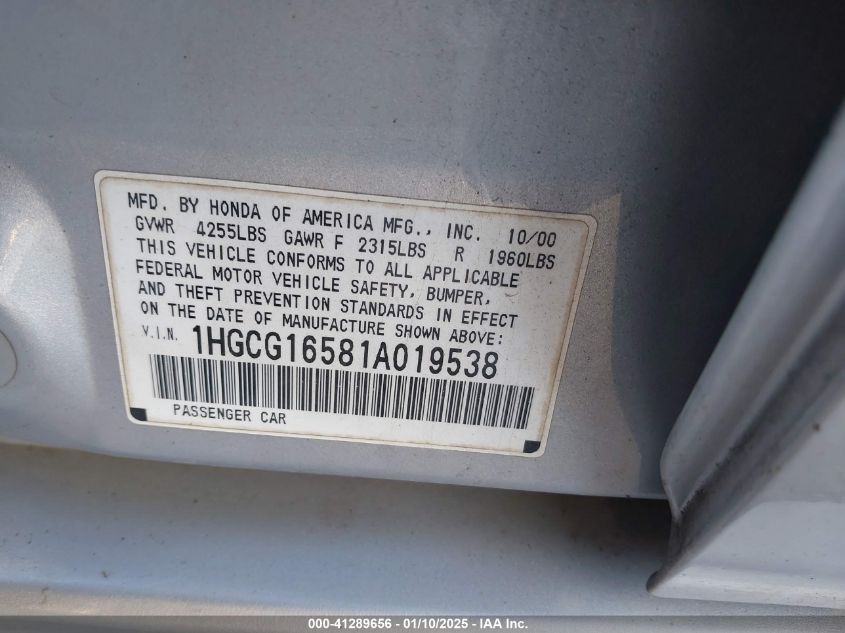 MFD. BY HONDA OF AMERICA MFG., INC. 10/00
GVWR 4255LBS GAWR F 2315LBS R 1960LBS
THIS VEHICLE CONFORMS TO ALL APPLICABLE
FEDERAL MOTOR VEHICLE SAFETY, BUMPER,
AND THEFT PREVENTION STANDARDS IN EFFECT
ON THE DATE OF MANUFACTURE SHOWN ABOVE:
V.I.N. 1HGCG16581A019538
PASSENGER CAR
000-41289656 - 01/10/2025 - IAA Inc.